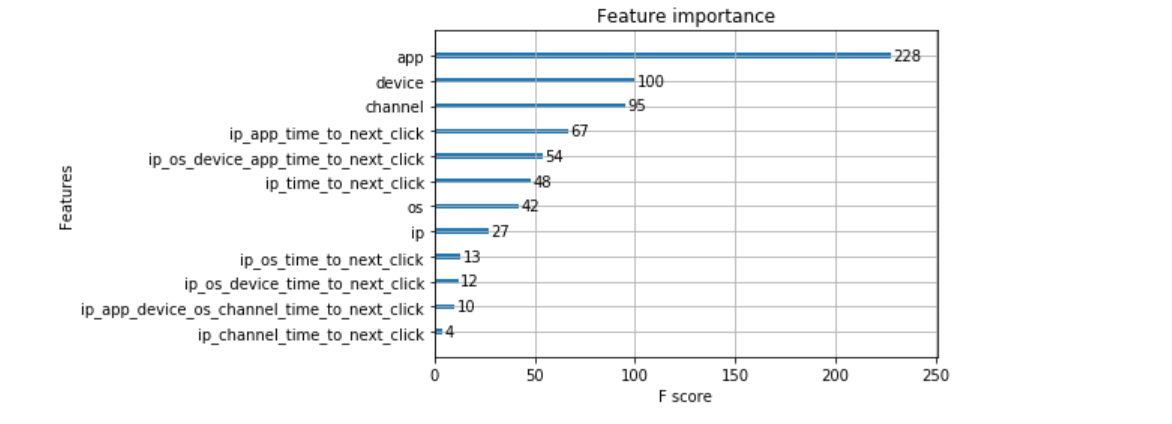 Feature importance
app 228
device 100
channel 95
ip_app_time_to_next_click 67
ip_os_device_app_time_to_next_click 54
ip_time_to_next_click 48
os 42
ip 27
ip_os_time_to_next_click 13
ip_os_device_time_to_next_click 12
ip_app_device_os_channel_time_to_next_click 10
ip_channel_time_to_next_click 4
Features
0 50 100 150 200 250
F score